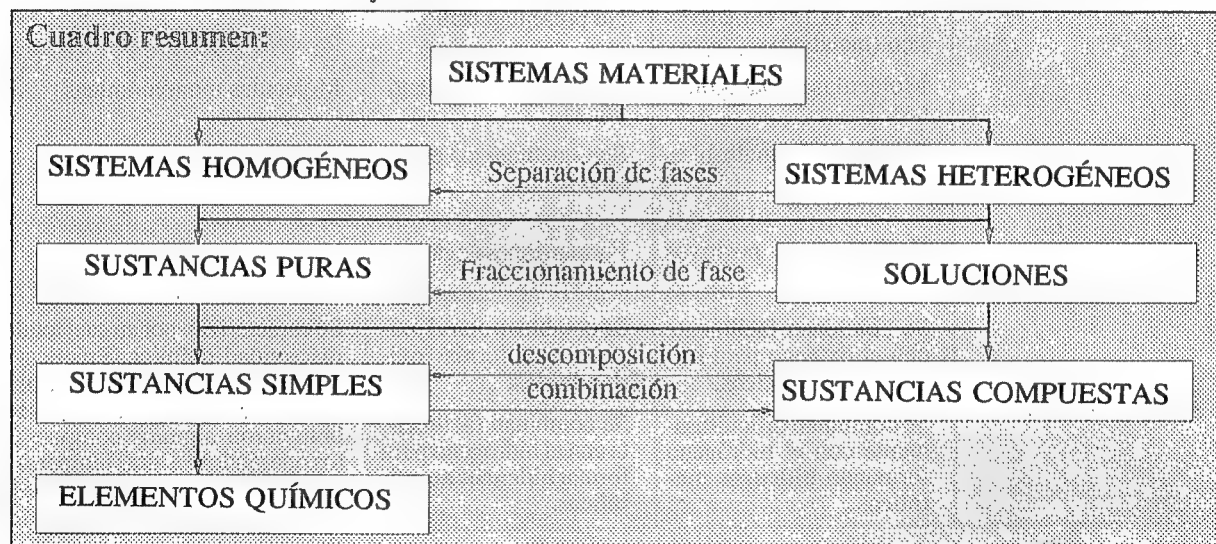 Cuadro resumen:
SISTEMAS MATERIALES
SISTEMAS HOMOGÉNEOS
Separación de fases
SISTEMAS HETEROGÉNEOS
SUSTANCIAS PURAS
Fraccionamiento de fase
SOLUCIONES
SUSTANCIAS SIMPLES
descomposición
combinación
SUSTANCIAS COMPUESTAS
ELEMENTOS QUÍMICOS